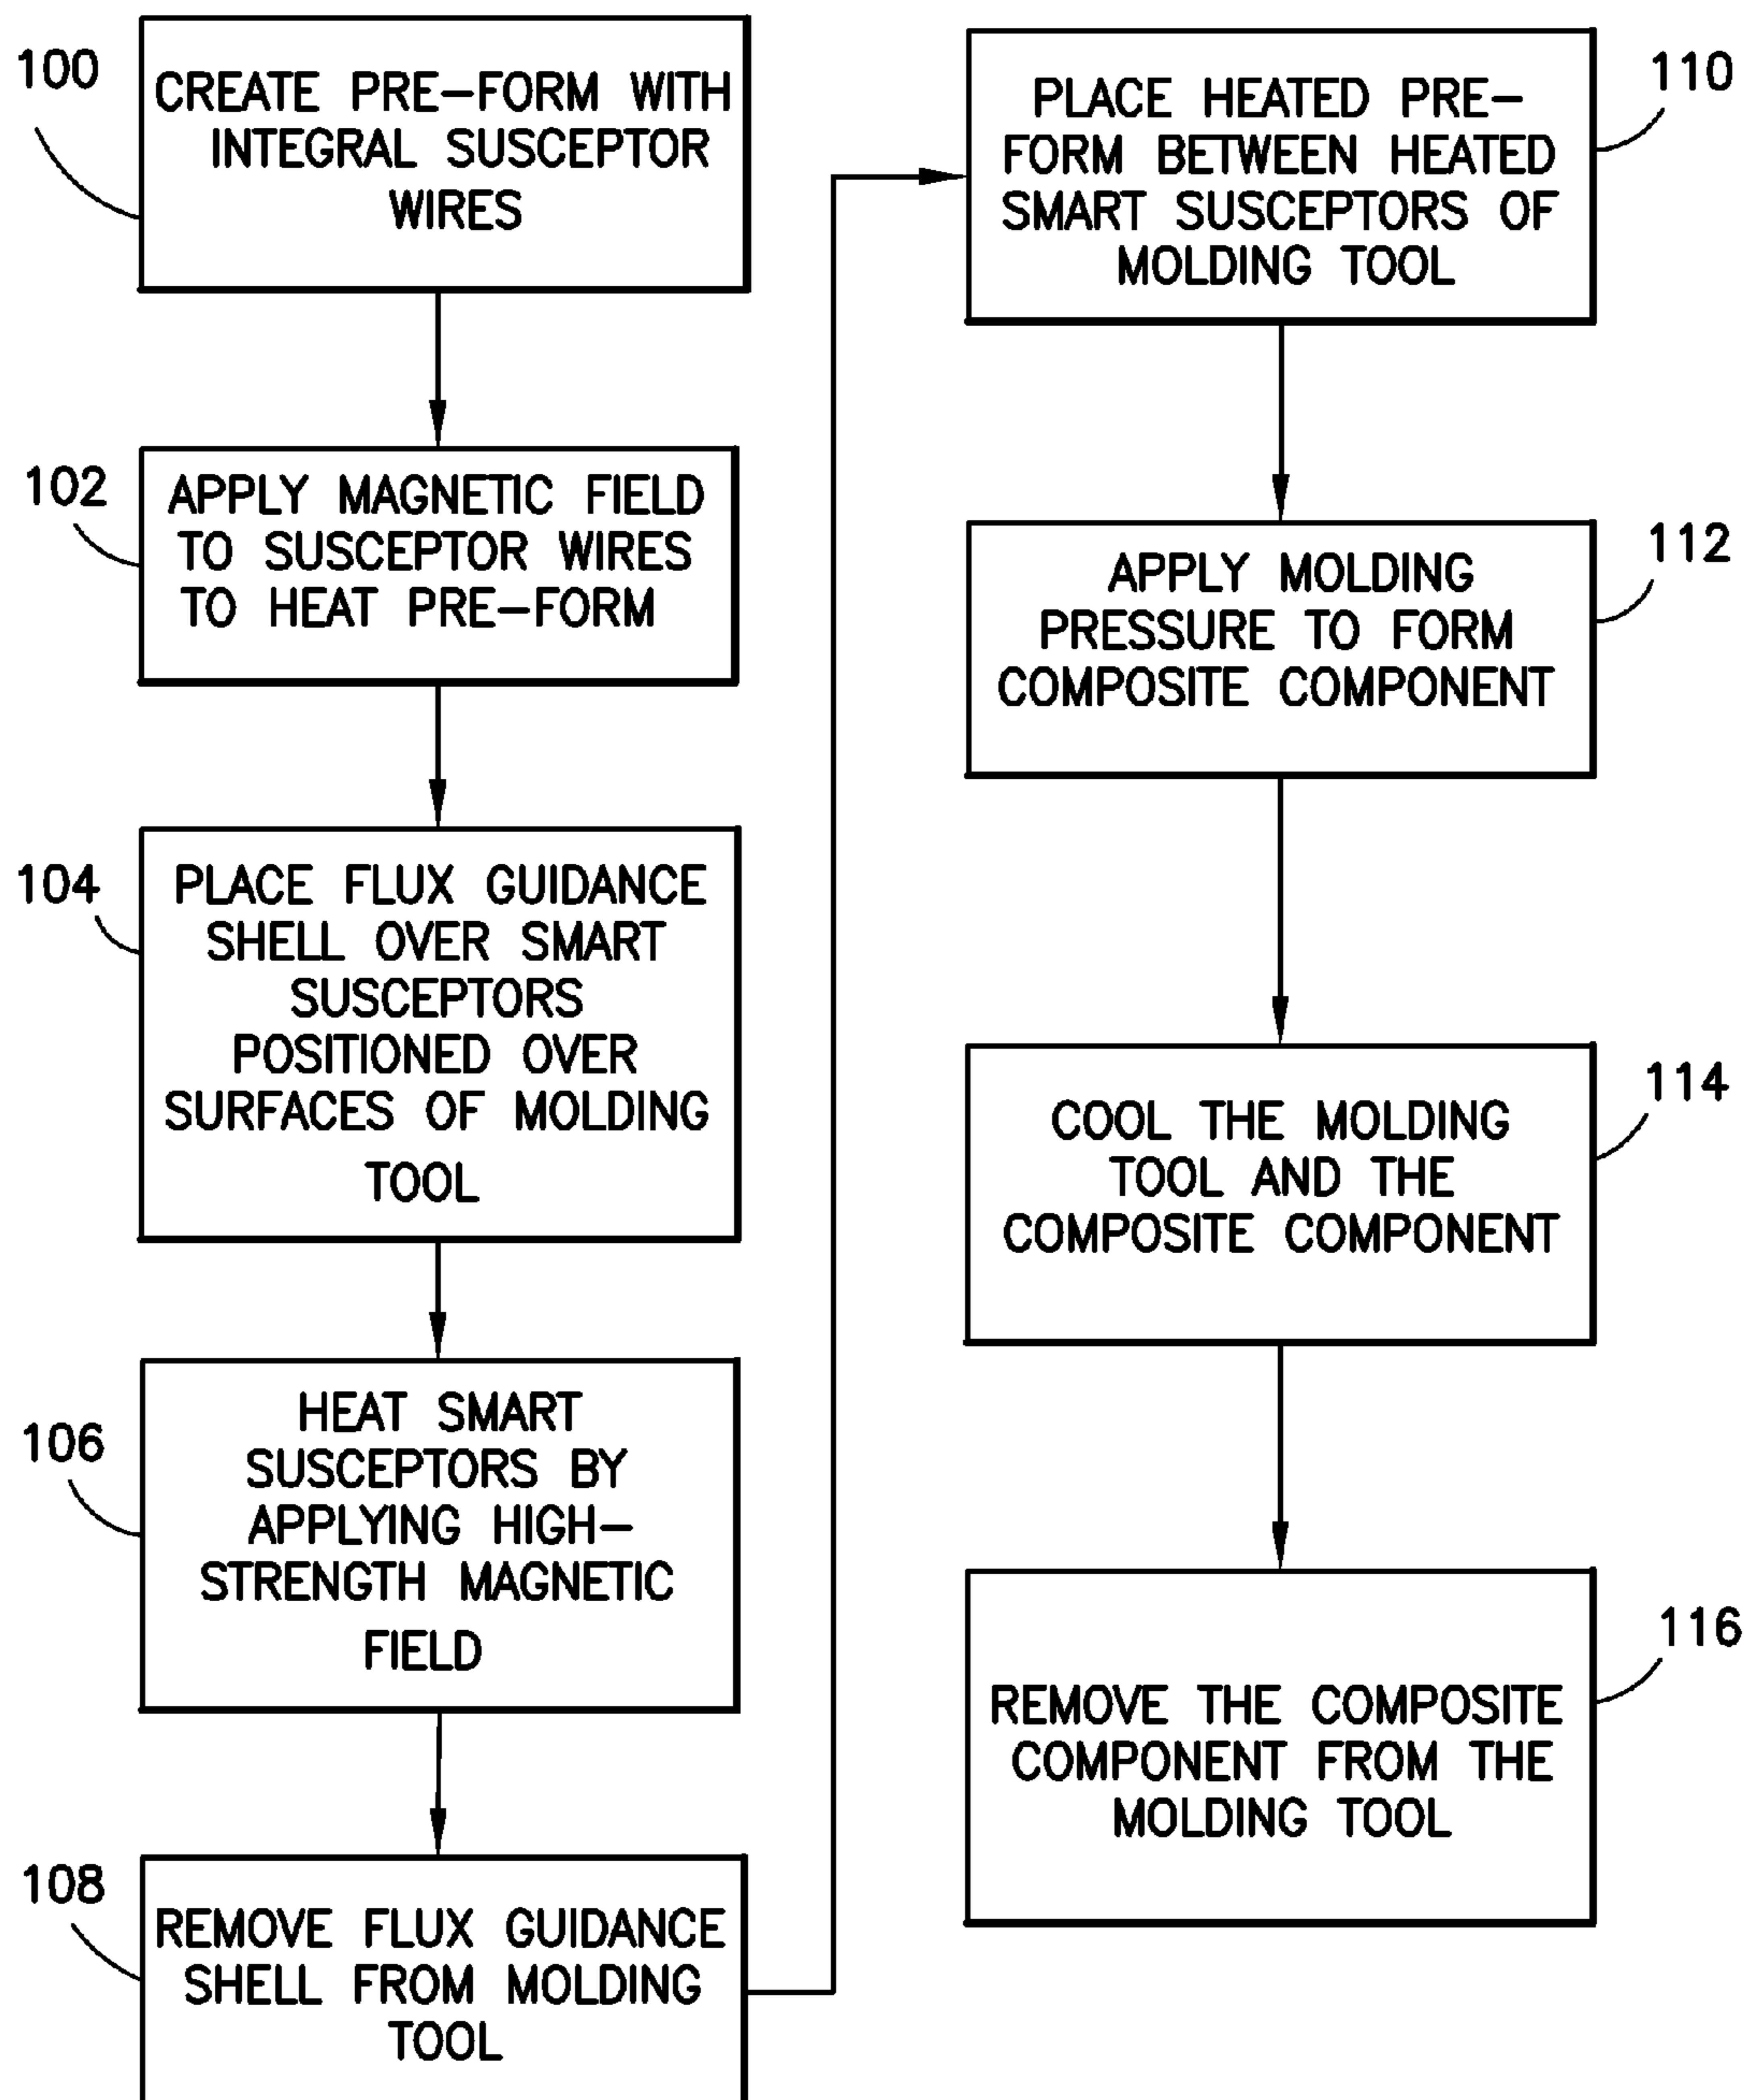 100
CREATE PRE-FORM WITH
INTEGRAL SUSCEPTOR
WIRES
102
APPLY MAGNETIC FIELD
TO SUSCEPTOR WIRES
TO HEAT PRE-FORM
104
PLACE FLUX GUIDANCE
SHELL OVER SMART
SUSCEPTORS
POSITIONED OVER
SURFACES OF MOLDING
TOOL
106
HEAT SMART
SUSCEPTORS BY
APPLYING HIGH-
STRENGTH MAGNETIC
FIELD
108
REMOVE FLUX GUIDANCE
SHELL FROM MOLDING
TOOL
110
PLACE HEATED PRE-
FORM BETWEEN HEATED
SMART SUSCEPTORS OF
MOLDING TOOL
112
APPLY MOLDING
PRESSURE TO FORM
COMPOSITE COMPONENT
114
COOL THE MOLDING
TOOL AND THE
COMPOSITE COMPONENT
116
REMOVE THE COMPOSITE
COMPONENT FROM THE
MOLDING TOOL